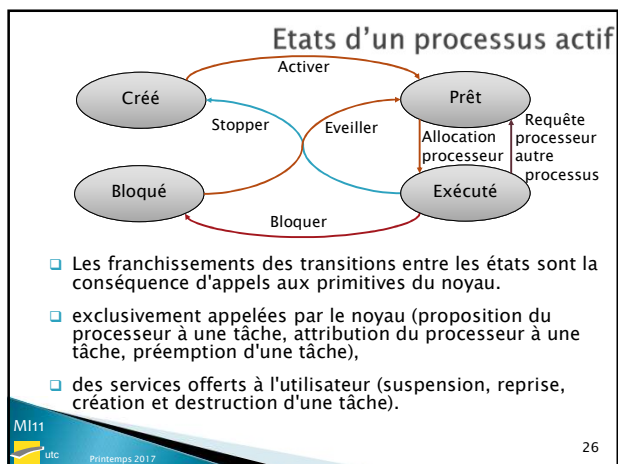 Etats d'un processus actif
Activer
Créé
Prêt
Stopper
Eveiller
Allocation
processeur
Requête
processeur
autre
processus
Bloqué
Exécuté
Bloquer
Les franchissements des transitions entre les états sont la
conséquence d'appels aux primitives du noyau.
exclusivement appelées par le noyau (proposition du
processeur à une tâche, attribution du processeur à une
tâche, préemption d'une tâche),
des services offerts à l'utilisateur (suspension, reprise,
création et destruction d'une tâche).
MI11
utc
Printemps 2017
26